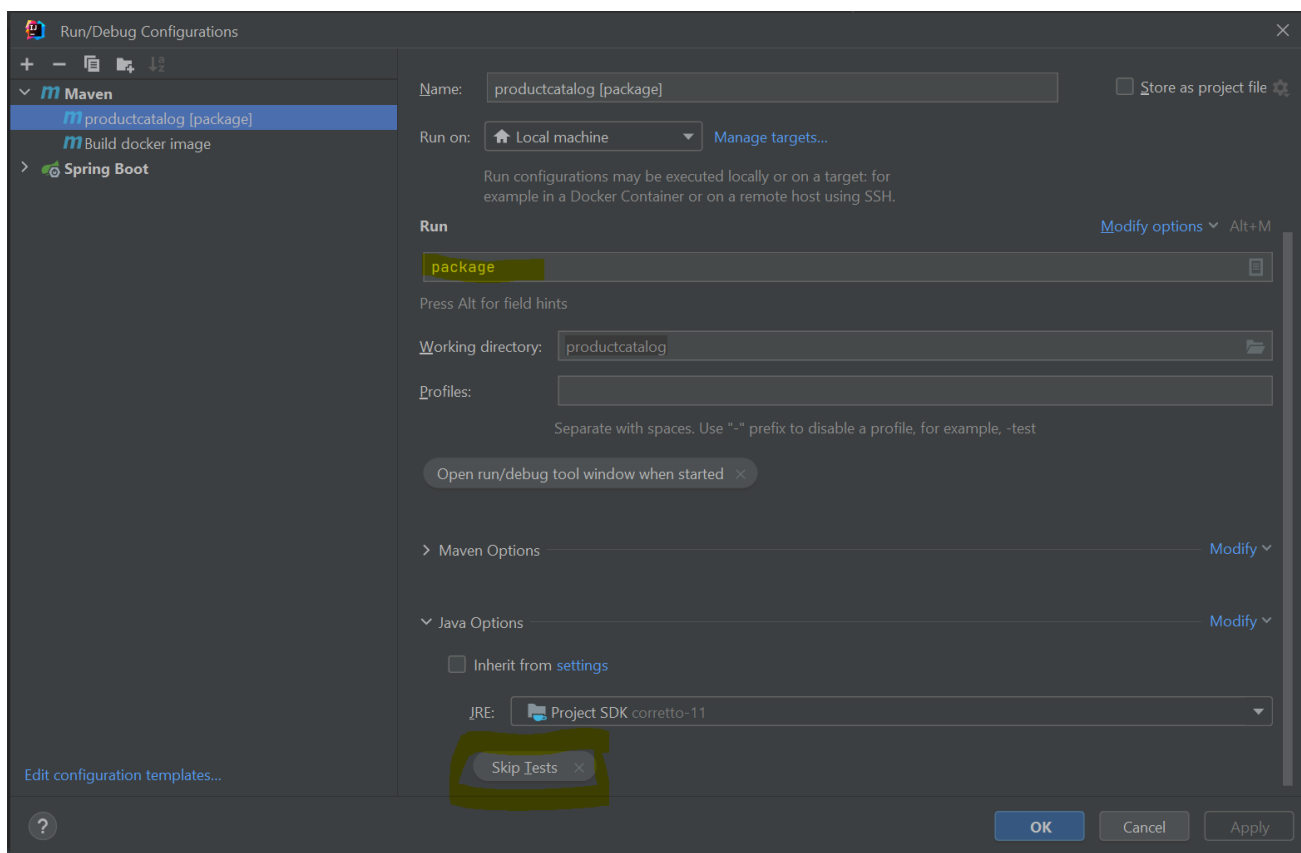 Run/Debug Configurations
Maven
productcatalog [package]
Build docker image
Spring Boot
Edit configuration templates...
Name: productcatalog [package]
Store as project file
Run on: Local machine Manage targets...
Run configurations may be executed locally or on a target: for
example in a Docker Container or on a remote host using SSH.
Run Modify options Alt+M
package
Press Alt for field hints
Working directory: productcatalog
Profiles:
Separate with spaces. Use "-" prefix to disable a profile, for example, -test
Open run/debug tool window when started
Maven Options Modify
Java Options Modify
Inherit from settings
JRE: Project SDK corretto-11
Skip Tests
? OK Cancel Apply